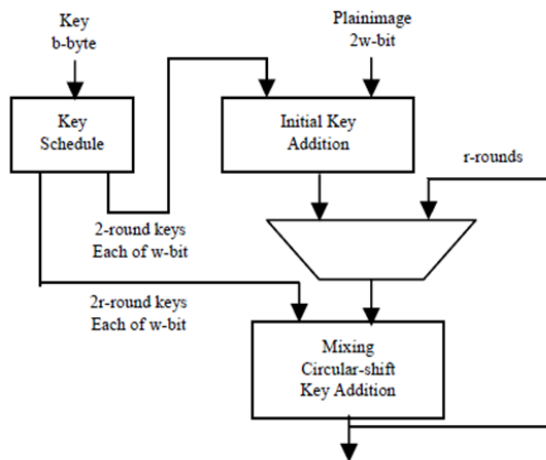 Key
b-byte
Plainimage
2w-bit
Key
Schedule
Initial Key
Addition
r-rounds
2-round keys
Each of w-bit
2r-round keys
Each of w-bit
Mixing
Circular-shift
Key Addition